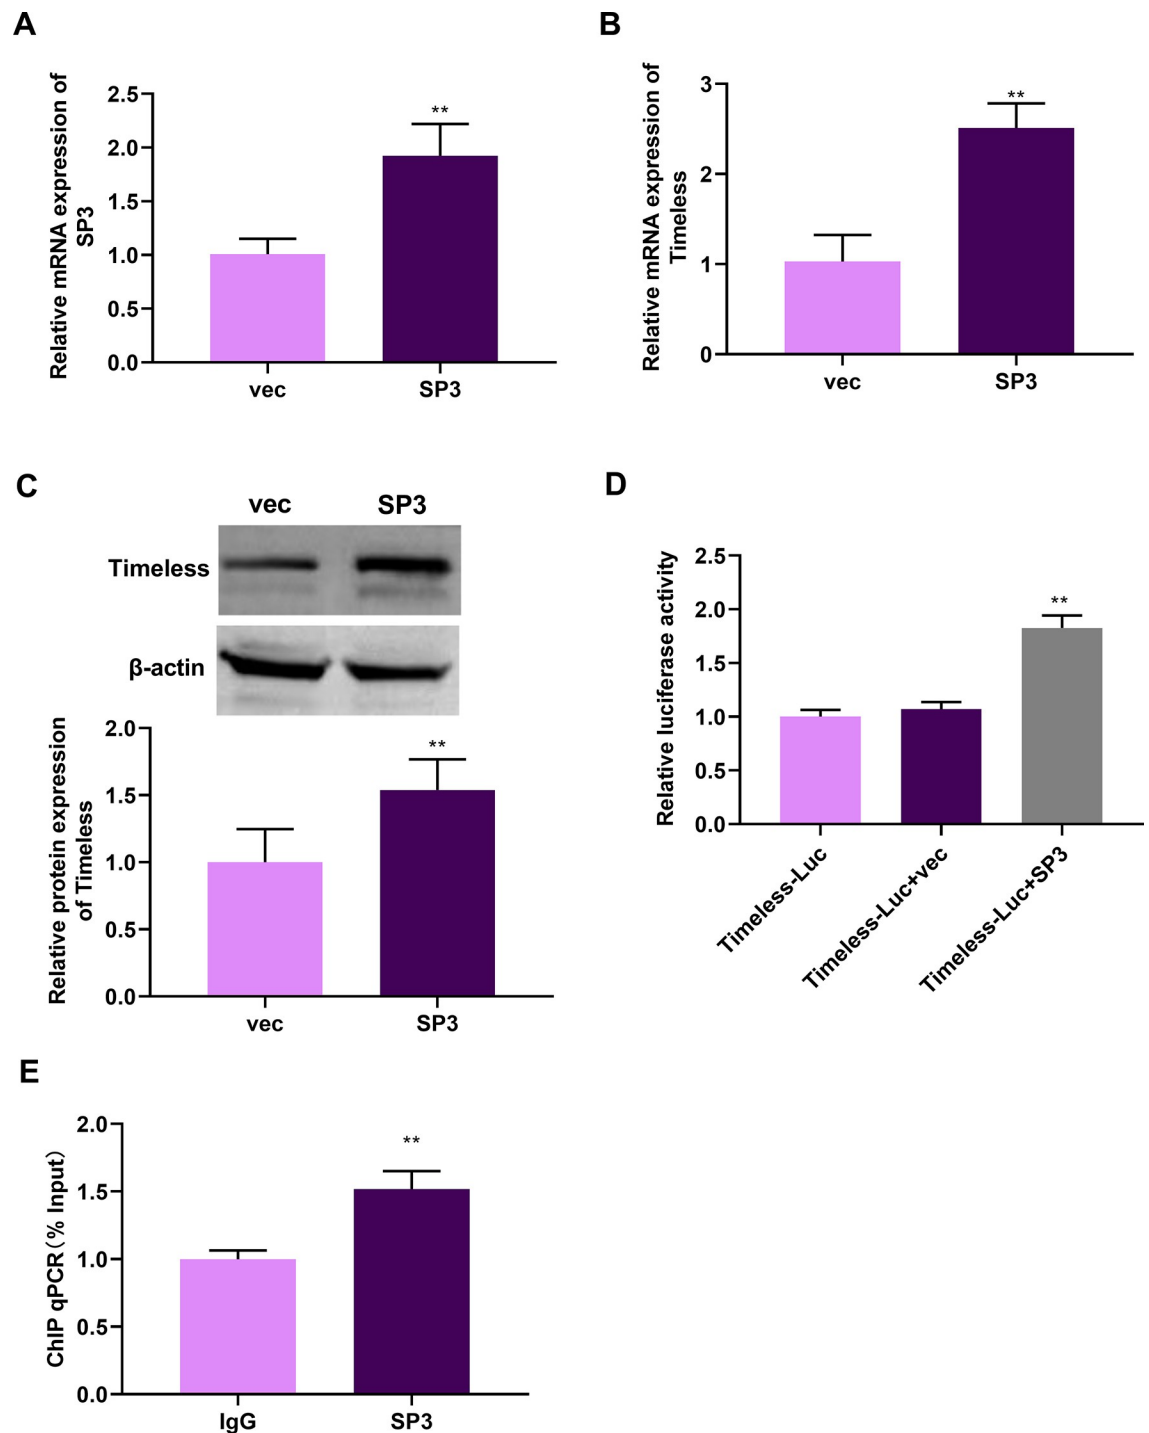 A
Relative mRNA expression of
SP3
2.5
2.0
1.5
1.0
0.5
0.0
**
vec
SP3
B
Relative mRNA expression of
Timeless
3
2
1
0
**
vec
SP3
C
vec
SP3
Timeless
β-actin
Relative protein expression
of Timeless
2.0
1.5
1.0
0.5
0.0
**
vec
SP3
D
Relative luciferase activity
2.5
2.0
1.5
1.0
0.5
0.0
**
Timeless-Luc
Timeless-Luc+vec
Timeless-Luc+SP3
E
ChIP qPCR（% Input）
2.0
1.5
1.0
0.5
0.0
**
IgG
SP3